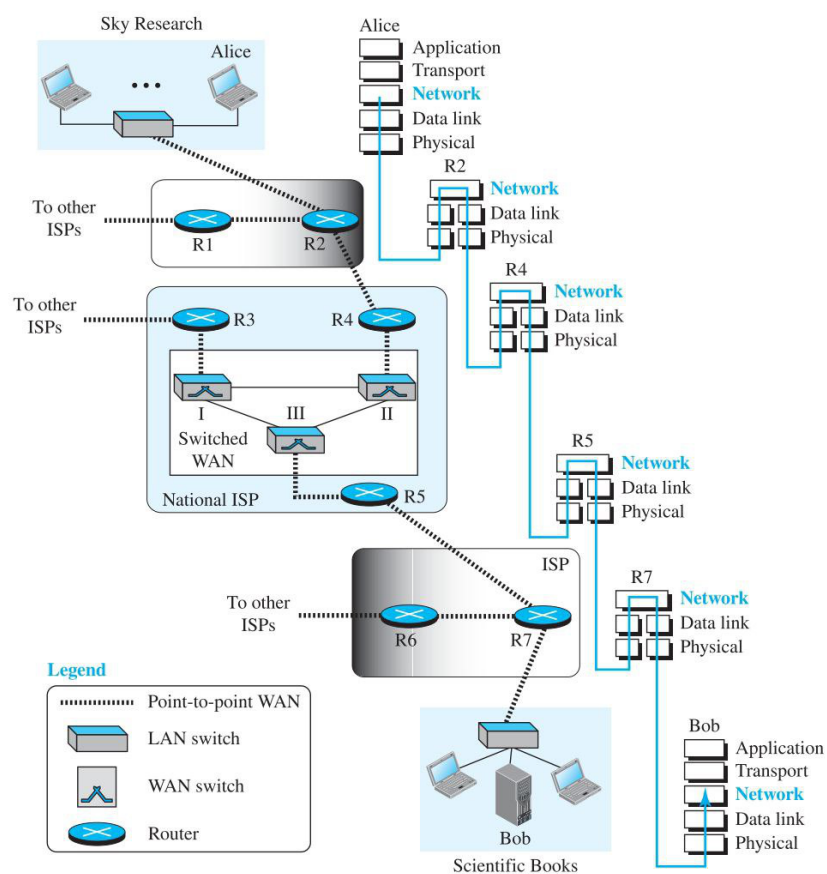 Sky Research
Alice
To other
ISPs
R1
R2
To other
ISPs
R3
R4
I
II
III
Switched
WAN
National ISP
R5
ISP
To other
ISPs
R6
R7
Bob
Scientific Books
Legend
Point-to-point WAN
LAN switch
WAN switch
Router
Alice
Application
Transport
Network
Data link
Physical
R2
Network
Data link
Physical
R4
Network
Data link
Physical
R5
Network
Data link
Physical
R7
Network
Data link
Physical
Bob
Application
Transport
Network
Data link
Physical